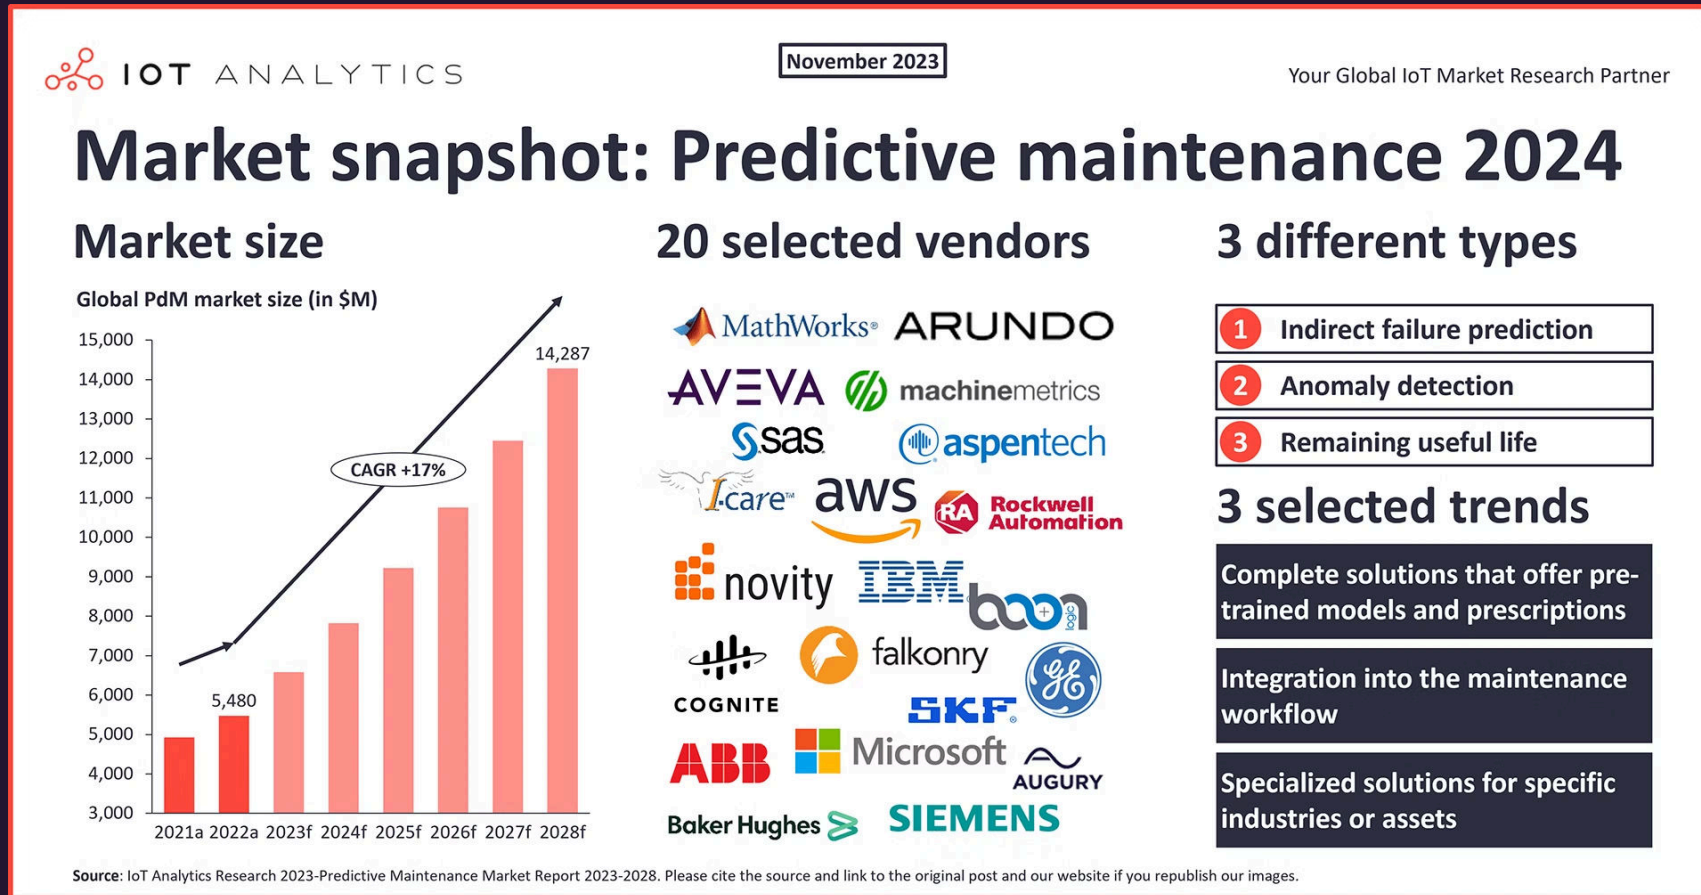 IOT ANALYTICS
November 2023
Your Global IoT Market Research Partner
Market snapshot: Predictive maintenance 2024
Market size
Global PdM market size (in $M)
15,000
14,000
13,000
12,000
11,000
10,000
9,000
8,000
7,000
6,000
5,000
4,000
3,000
14,287
CAGR +17%
5,480
2021a 2022a 2023f 2024f 2025f 2026f 2027f 2028f
20 selected vendors
MathWorks® ARUNDO
AVEVA machinemetrics
sas aspentech
I-care™ aws RA Rockwell
Automation
novity IBM boon logic
COGNITE falkonry GE
SKF®
ABB Microsoft AUGURY
Baker Hughes SIEMENS
3 different types
1 Indirect failure prediction
2 Anomaly detection
3 Remaining useful life
3 selected trends
Complete solutions that offer pre-
trained models and prescriptions
Integration into the maintenance
workflow
Specialized solutions for specific
industries or assets
Source: IoT Analytics Research 2023-Predictive Maintenance Market Report 2023-2028. Please cite the source and link to the original post and our website if you republish our images.